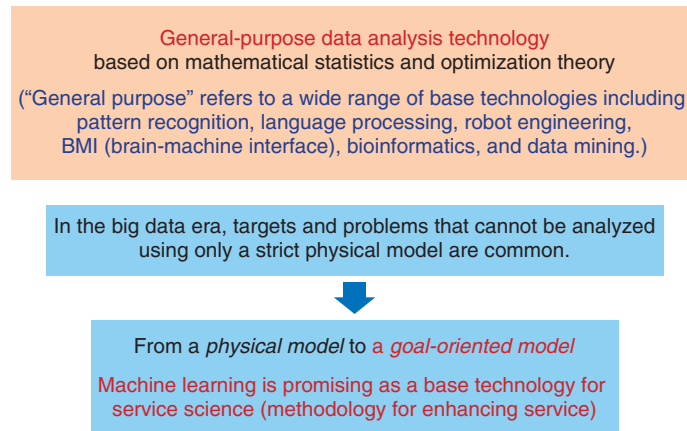 General-purpose data analysis technology
based on mathematical statistics and optimization theory
(“General purpose” refers to a wide range of base technologies including
pattern recognition, language processing, robot engineering,
BMI (brain-machine interface), bioinformatics, and data mining.)
In the big data era, targets and problems that cannot be analyzed
using only a strict physical model are common.
From a physical model to a goal-oriented model
Machine learning is promising as a base technology for
service science (methodology for enhancing service)